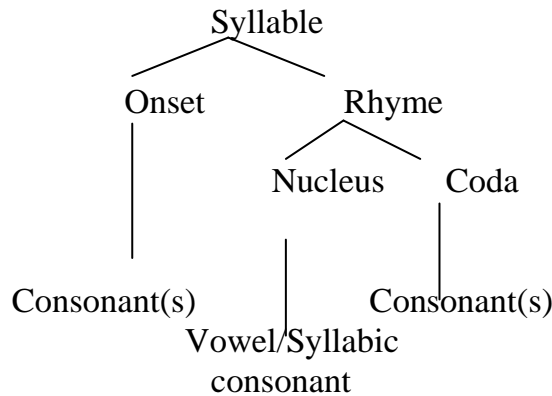 Syllable
Onset Rhyme
Nucleus Coda
Consonant(s) Consonant(s)
Vowel/Syllabic
consonant